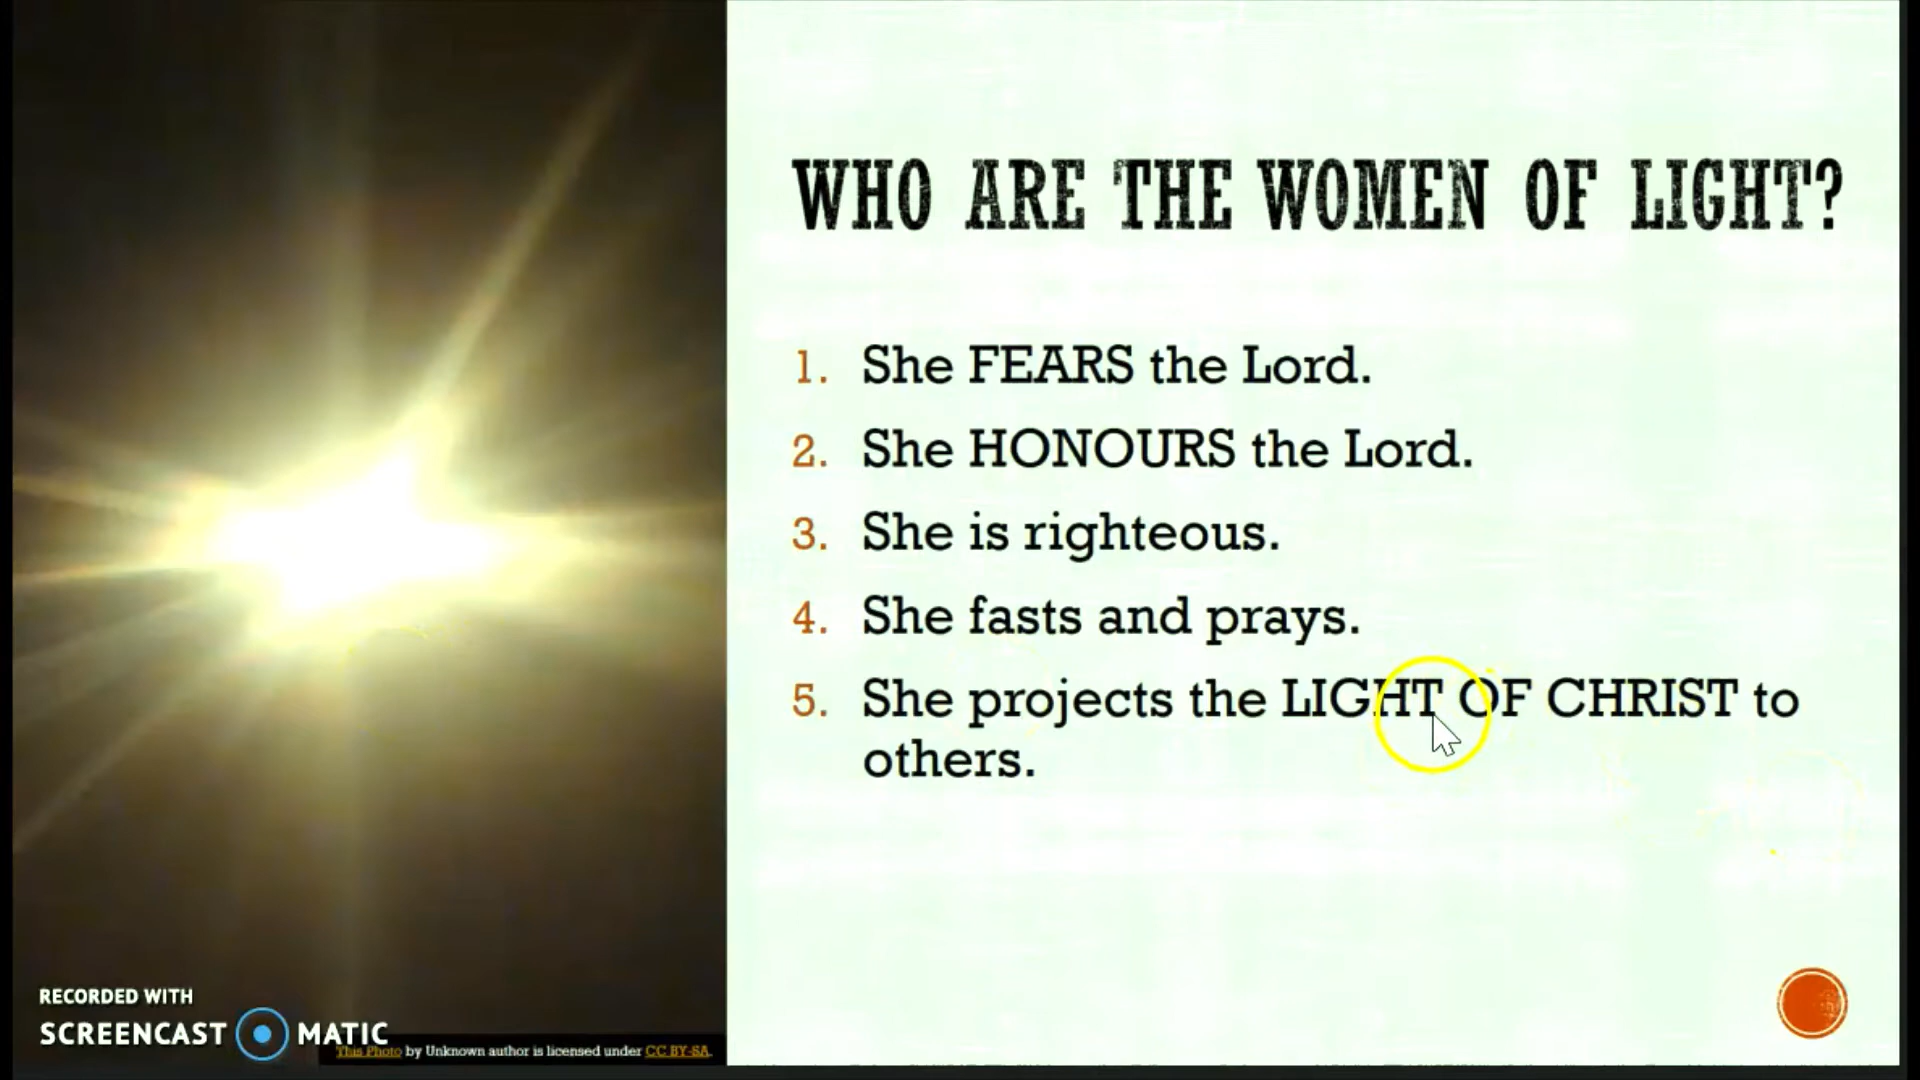 WHO ARE THE WOMEN OF LIGHT?
1. She FEARS the Lord.
2. She HONOURS the Lord.
3. She is righteous.
4. She fasts and prays.
5. She projects the LIGHT OF CHRIST to
others.
RECORDED WITH
SCREENCAST MATIC
This Photo by Unknown author is licensed under CC BY-SA.